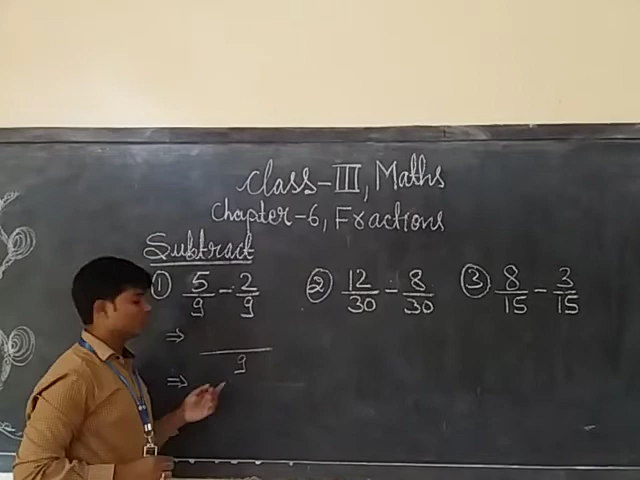 Class-III, Maths
Chapter-6, Fractions
Subtract
① 5/9 - 2/9 ② 12/30 - 8/30 ③ 8/15 - 3/15
⇒ /9
⇒